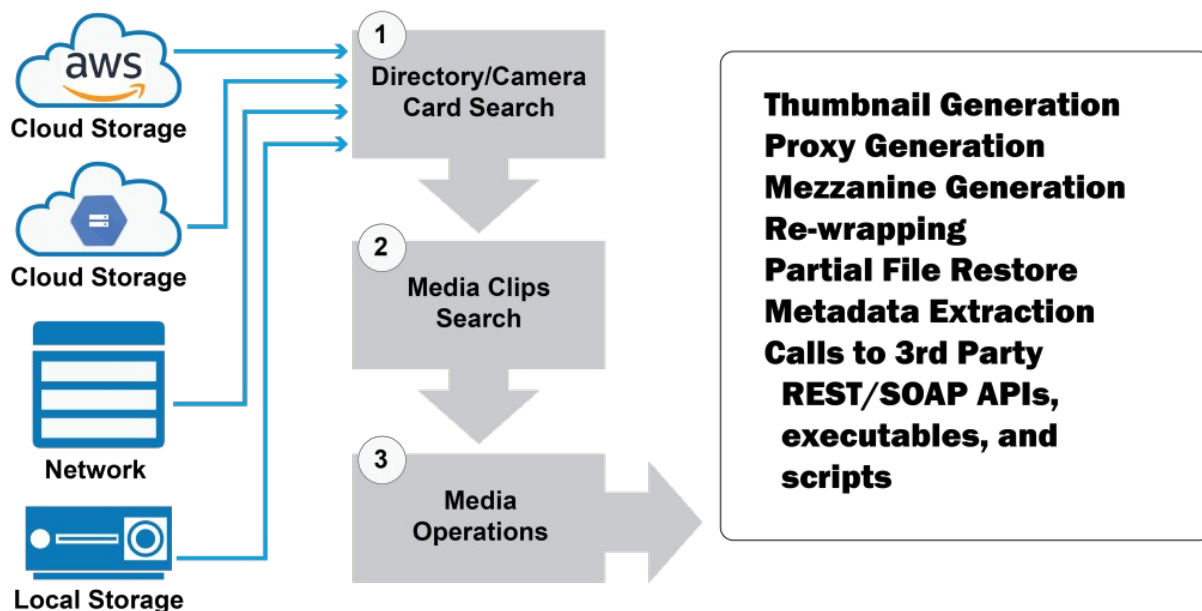 aws
Cloud Storage
Cloud Storage
Network
Local Storage
1
Directory/Camera
Card Search
2
Media Clips
Search
3
Media
Operations
Thumbnail Generation
Proxy Generation
Mezzanine Generation
Re-wrapping
Partial File Restore
Metadata Extraction
Calls to 3rd Party
REST/SOAP APIs,
executables, and
scripts